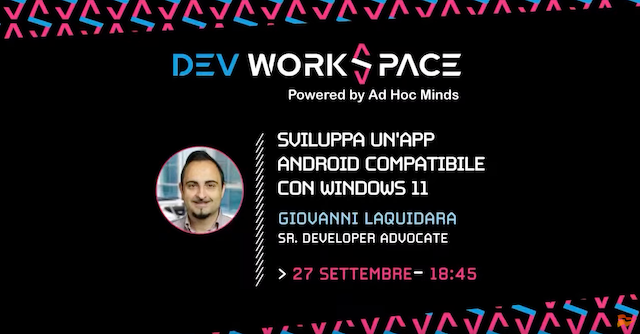 DEV WORKSPACE
Powered by Ad Hoc Minds
SVILUPPA UN'APP
ANDROID COMPATIBILE
CON WINDOWS 11
GIOVANNI LAQUIDARA
SR. DEVELOPER ADVOCATE
> 27 SETTEMBRE- 18:45